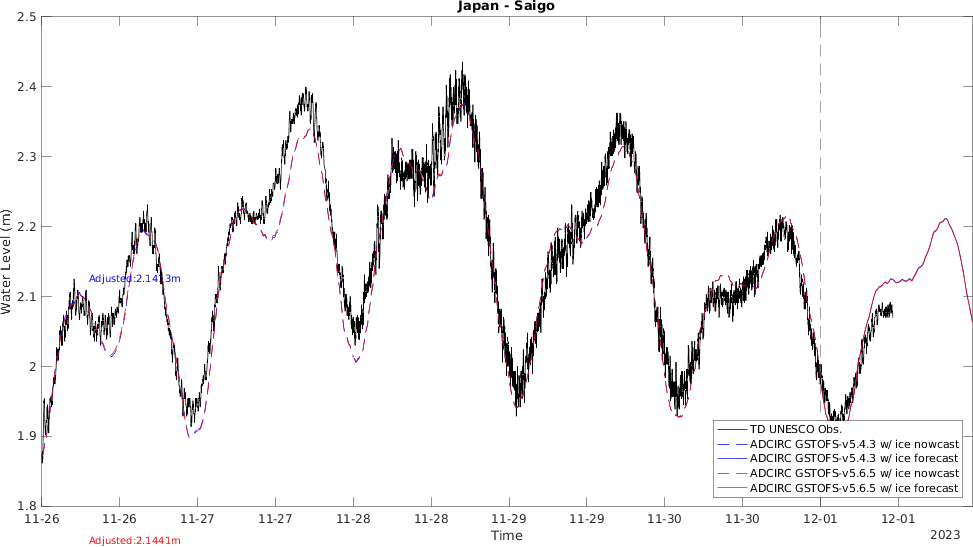 Japan - Saigo
2.5
2.4
2.3
2.2
2.1
2
1.9
1.8
Water Level (m)
Adjusted:2.1413m
TD UNESCO Obs.
ADCIRC GSTOFS-v5.4.3 w/ ice nowcast
ADCIRC GSTOFS-v5.4.3 w/ ice forecast
ADCIRC GSTOFS-v5.6.5 w/ ice nowcast
ADCIRC GSTOFS-v5.6.5 w/ ice forecast
11-26 11-26 11-27 11-27 11-28 11-28 11-29 11-29 11-30 11-30 12-01 12-01
Time
2023
Adjusted:2.1441m